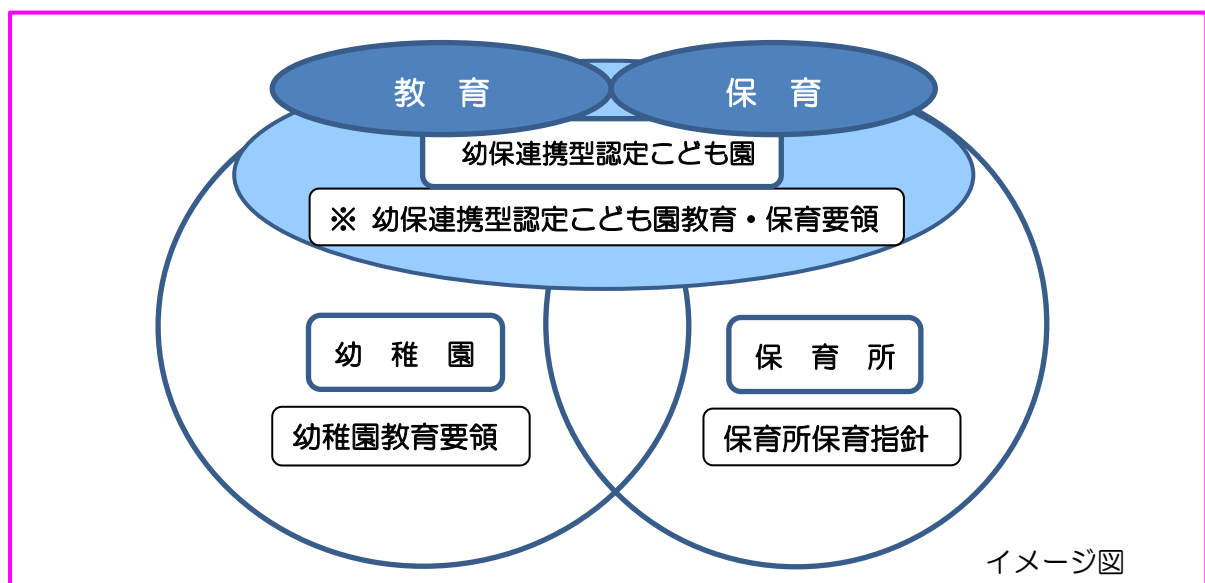 教　育
保　育
幼保連携型認定こども園
※ 幼保連携型認定こども園教育・保育要領
幼　稚　園
保　育　所
幼稚園教育要領
保育所保育指針
イメージ図